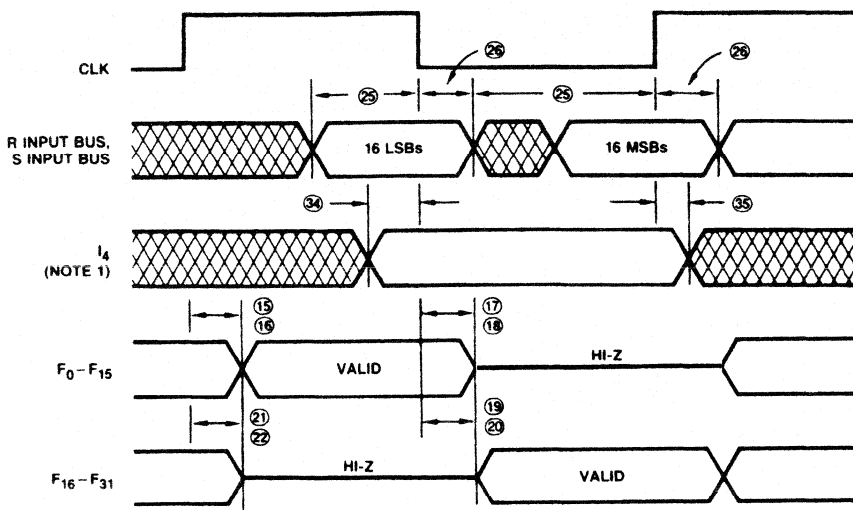 CLK
㉖
㉖
㉕
㉕
R INPUT BUS,
S INPUT BUS
16 LSBs
16 MSBs
㉞
㉟
I₄
(NOTE 1)
⑮
⑯
⑰
⑱
F₀–F₁₅
VALID
HI-Z
㉑
㉒
⑲
⑳
F₁₆–F₃₁
HI-Z
VALID